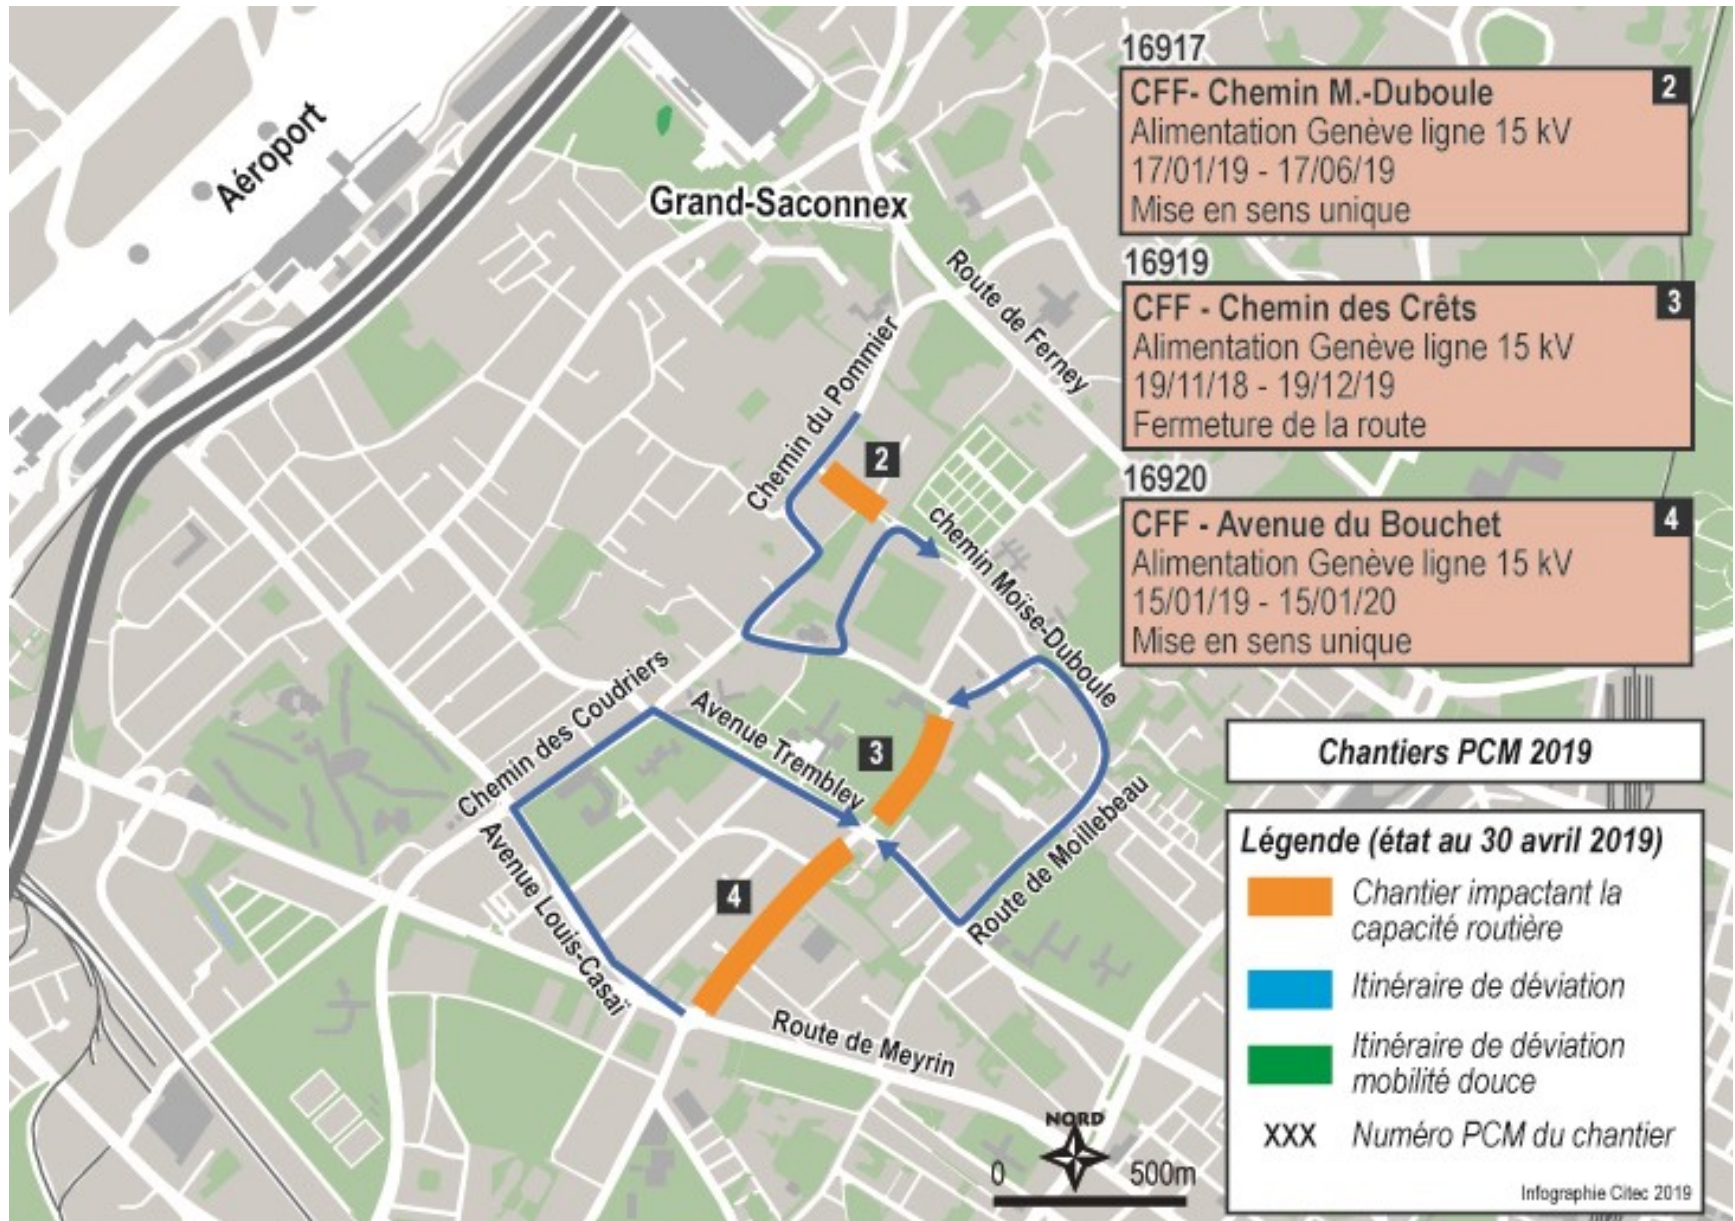 16917
CFF- Chemin M.-Duboule
2
Alimentation Genève ligne 15 kV
17/01/19 - 17/06/19
Mise en sens unique
16919
CFF - Chemin des Crêts
3
Alimentation Genève ligne 15 kV
19/11/18 - 19/12/19
Fermeture de la route
16920
CFF - Avenue du Bouchet
4
Alimentation Genève ligne 15 kV
15/01/19 - 15/01/20
Mise en sens unique
Aéroport
Grand-Saconnex
Route de Ferney
Chemin du Pommier
2
chemin Moïse-Duboule
Chemin des Coudriers
Avenue Trembley
3
Avenue Louis-Casaï
4
Route de Moillebeau
Route de Meyrin
NORD
0
500m
Chantiers PCM 2019
Légende (état au 30 avril 2019)
Chantier impactant la
capacité routière
Itinéraire de déviation
Itinéraire de déviation
mobilité douce
XXX
Numéro PCM du chantier
Infographie Citec 2019